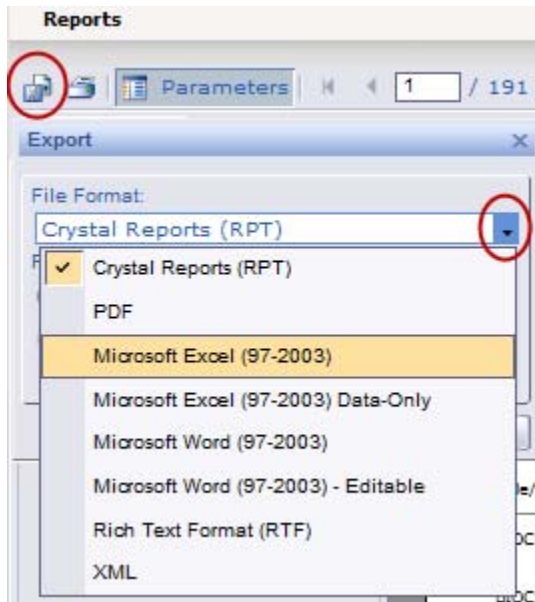 Reports
Parameters 1 / 191
Export
File Format:
Crystal Reports (RPT)
Crystal Reports (RPT)
PDF
Microsoft Excel (97-2003)
Microsoft Excel (97-2003) Data-Only
Microsoft Word (97-2003)
Microsoft Word (97-2003) - Editable
Rich Text Format (RTF)
XML